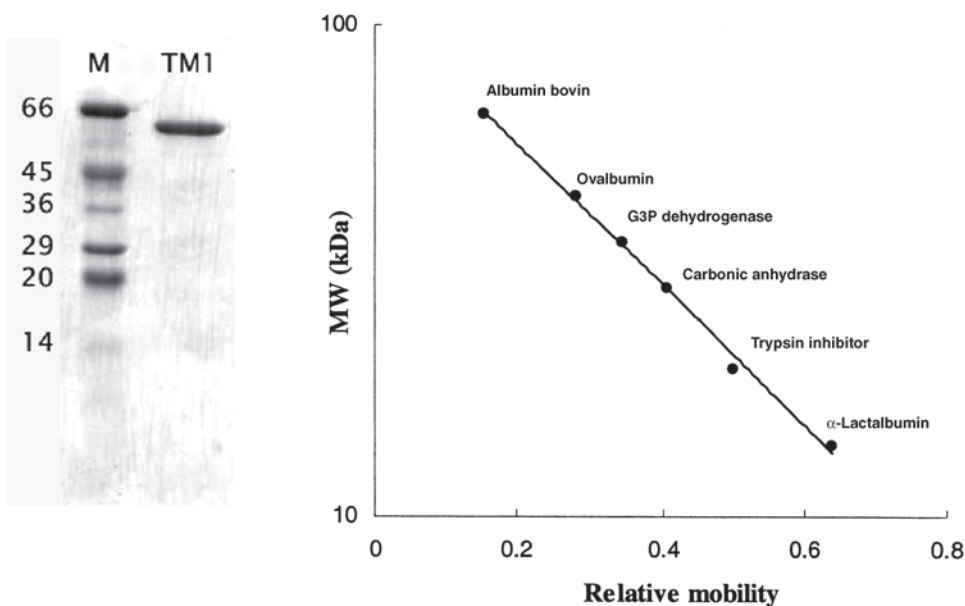 M TM1
66
45
36
29
20
14
100
Albumin bovin
Ovalbumin
G3P dehydrogenase
Carbonic anhydrase
Trypsin inhibitor
α-Lactalbumin
MW (kDa)
10
0 0.2 0.4 0.6 0.8
Relative mobility